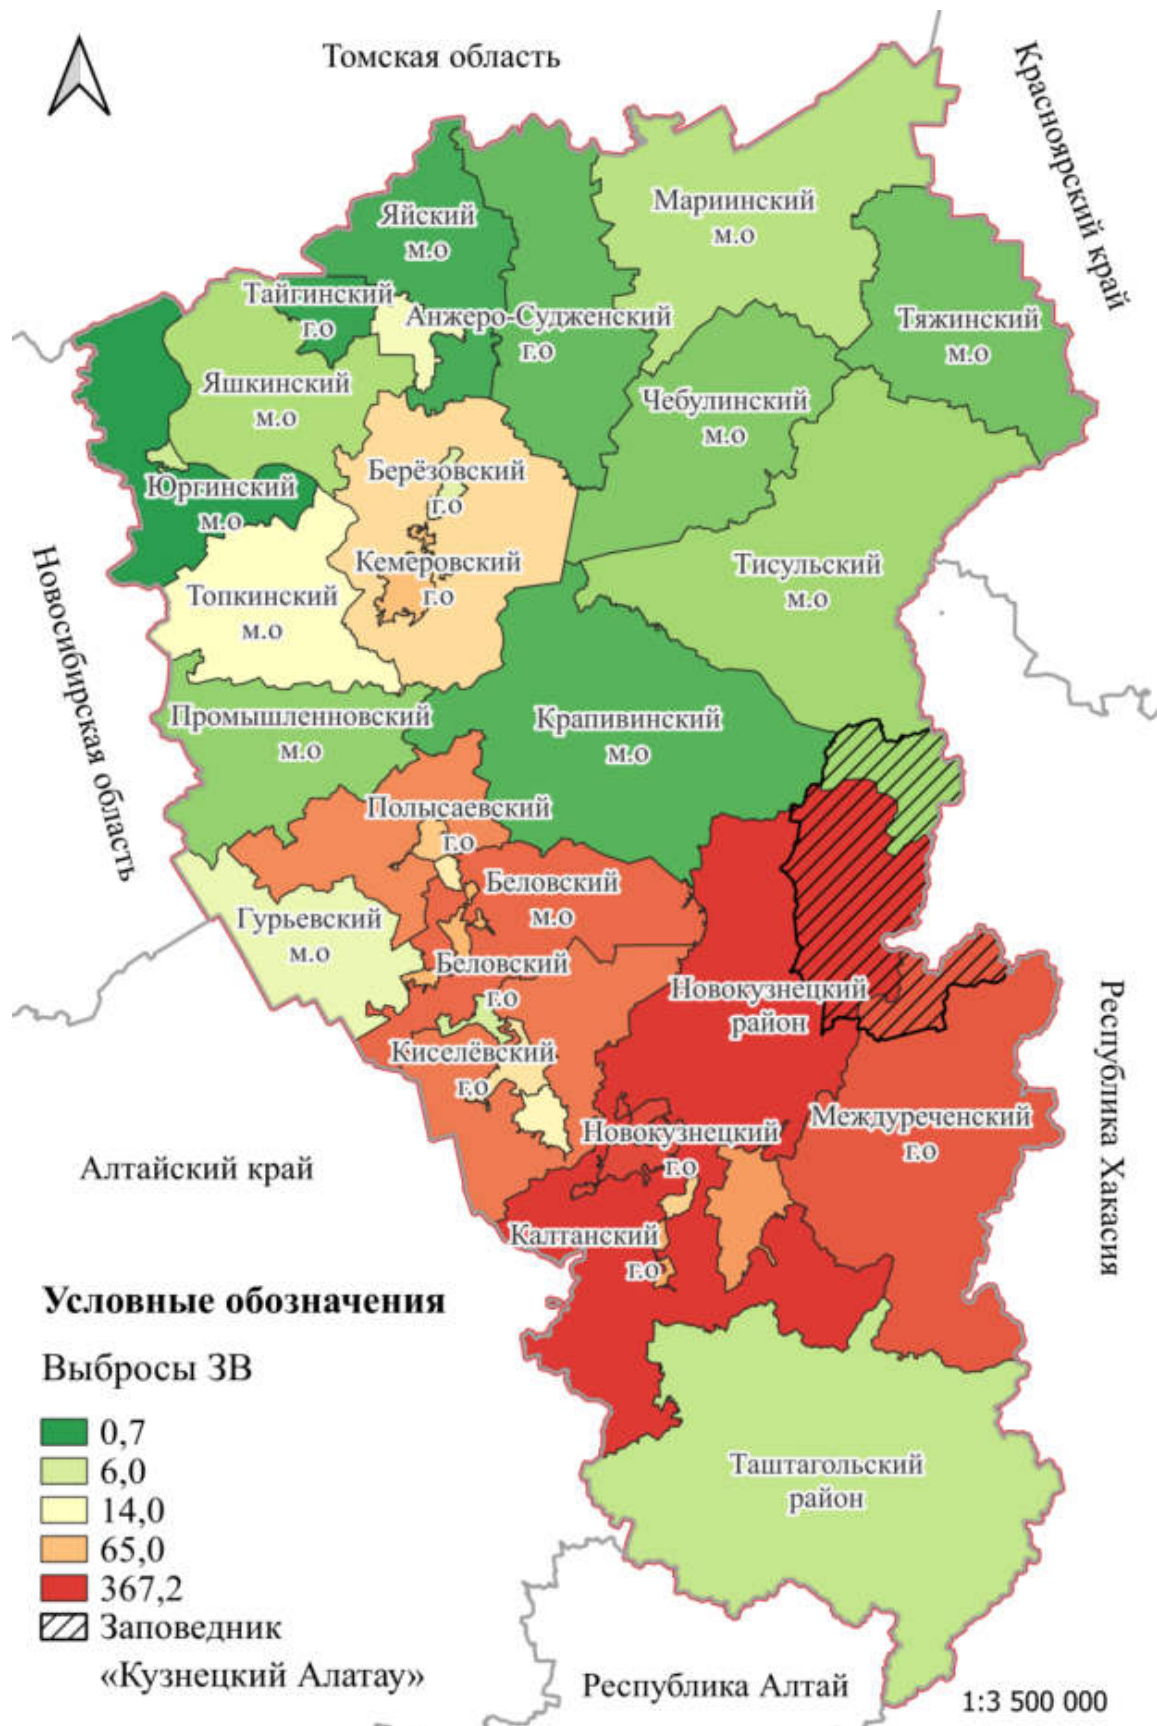 Томская область
Красноярский край
Яйский
м.о
Мариинский
м.о
Тайгинский
г.о
Анжеро-Судженский
г.о
Тяжинский
м.о
Яшкинский
м.о
Чебулинский
м.о
Берёзовский
г.о
Юргинский
м.о
Кемеровский
г.о
Тисульский
м.о
Топкинский
м.о
Новосибирская область
Промышленновский
м.о
Крапивинский
м.о
Полысаевский
г.о
Беловский
м.о
Гурьевский
м.о
Беловский
г.о
Новокузнецкий
район
Республика Хакасия
Киселёвский
г.о
Междуреченский
г.о
Новокузнецкий
г.о
Алтайский край
Калтанский
г.о
Таштагольский
район
Условные обозначения
Выбросы ЗВ
0,7
6,0
14,0
65,0
367,2
Заповедник
«Кузнецкий Алатау»
Республика Алтай
1:3 500 000